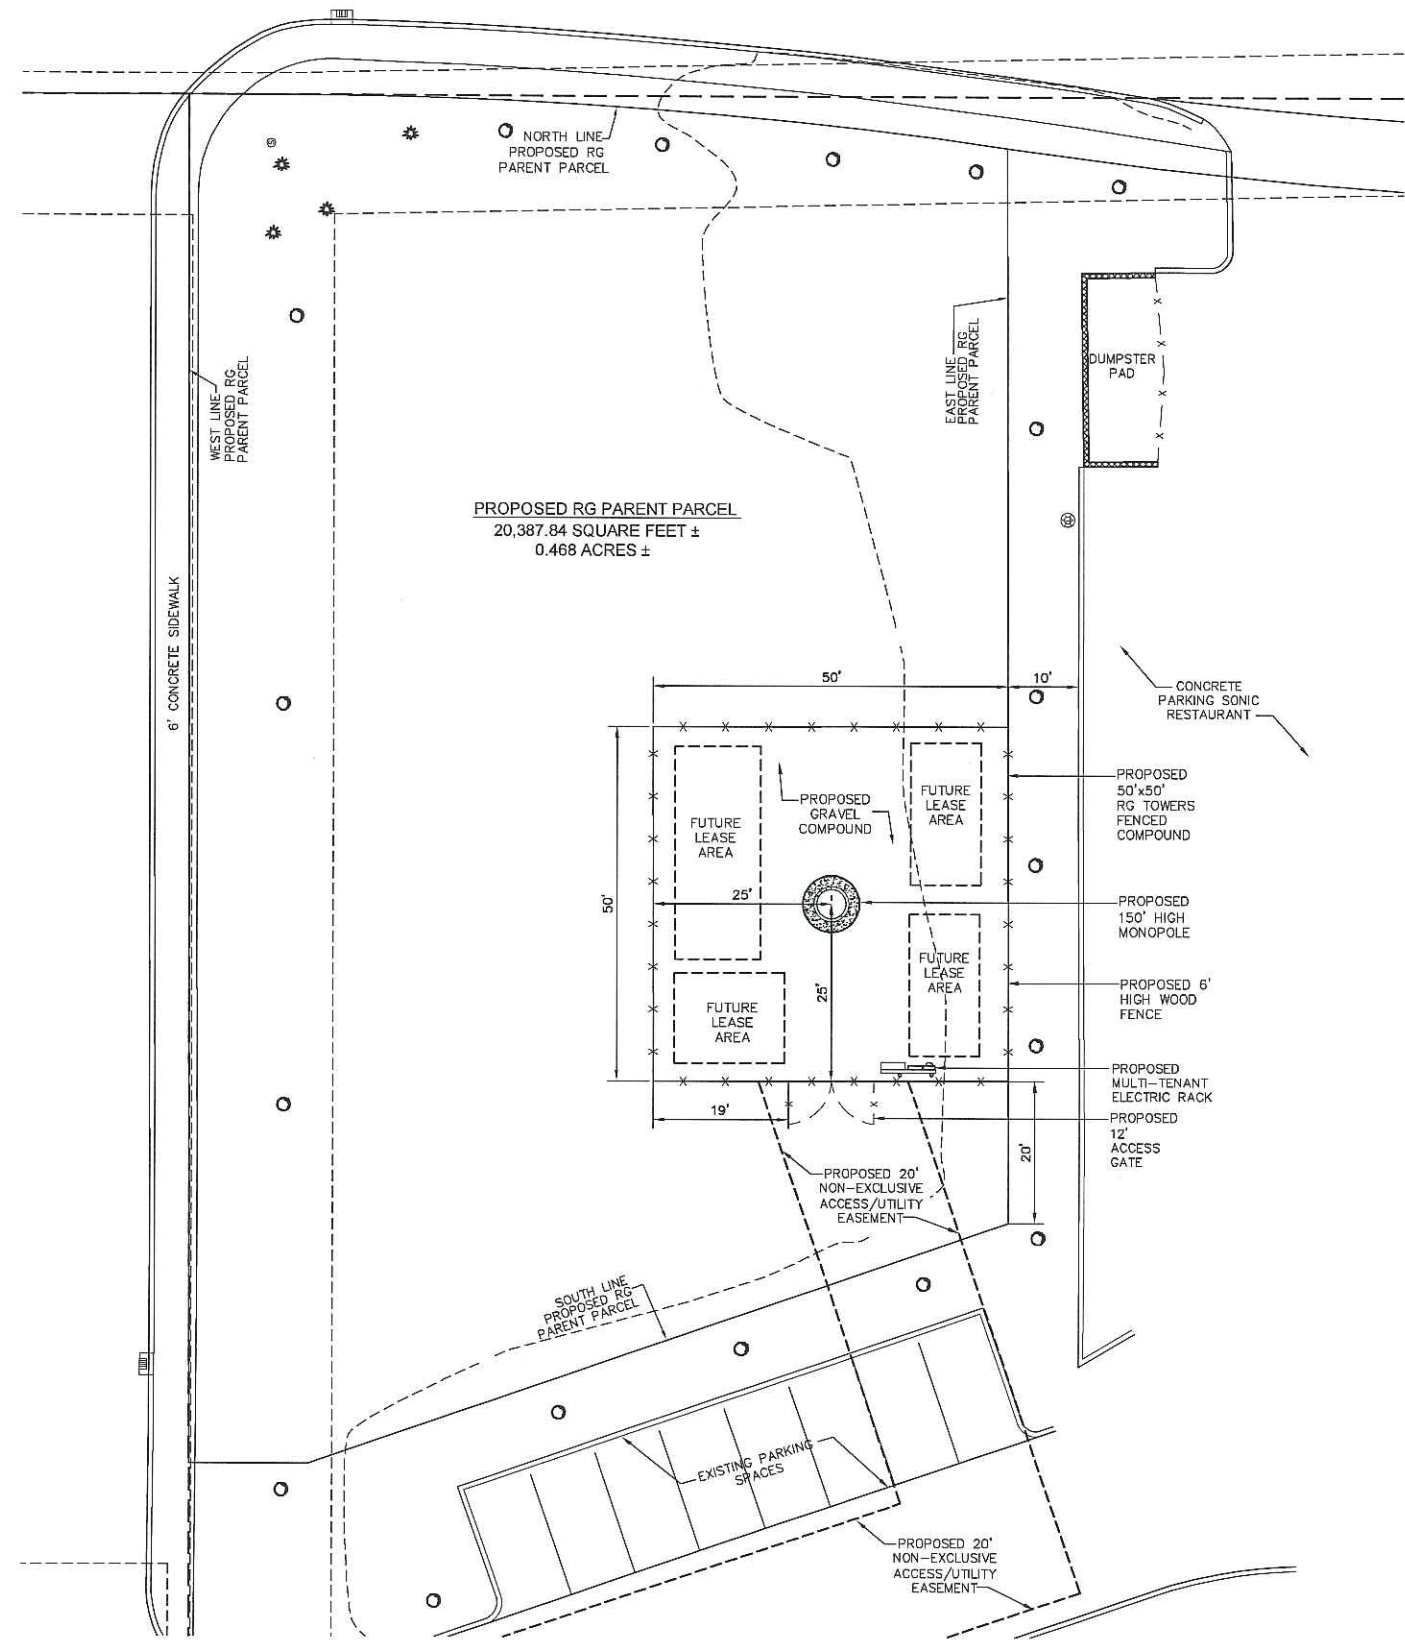 NORTH LINE
PROPOSED RG
PARENT PARCEL
WEST LINE
PROPOSED RG
PARENT PARCEL
EAST LINE
PROPOSED RG
PARENT PARCEL
DUMPSTER
PAD
PROPOSED RG PARENT PARCEL
20,387.84 SQUARE FEET ±
0.468 ACRES ±
6' CONCRETE SIDEWALK
50'
10'
CONCRETE
PARKING SONIC
RESTAURANT
PROPOSED
50'x50'
RG TOWERS
FENCED
COMPOUND
FUTURE
LEASE
AREA
PROPOSED
GRAVEL
COMPOUND
FUTURE
LEASE
AREA
50'
25'
PROPOSED
150' HIGH
MONOPOLE
FUTURE
LEASE
AREA
25'
FUTURE
LEASE
AREA
PROPOSED 6'
HIGH WOOD
FENCE
PROPOSED
MULTI-TENANT
ELECTRIC RACK
19'
PROPOSED
12'
ACCESS
GATE
20'
PROPOSED 20'
NON-EXCLUSIVE
ACCESS/UTILITY
EASEMENT
SOUTH LINE
PROPOSED RG
PARENT PARCEL
EXISTING PARKING
SPACES
PROPOSED 20'
NON-EXCLUSIVE
ACCESS/UTILITY
EASEMENT